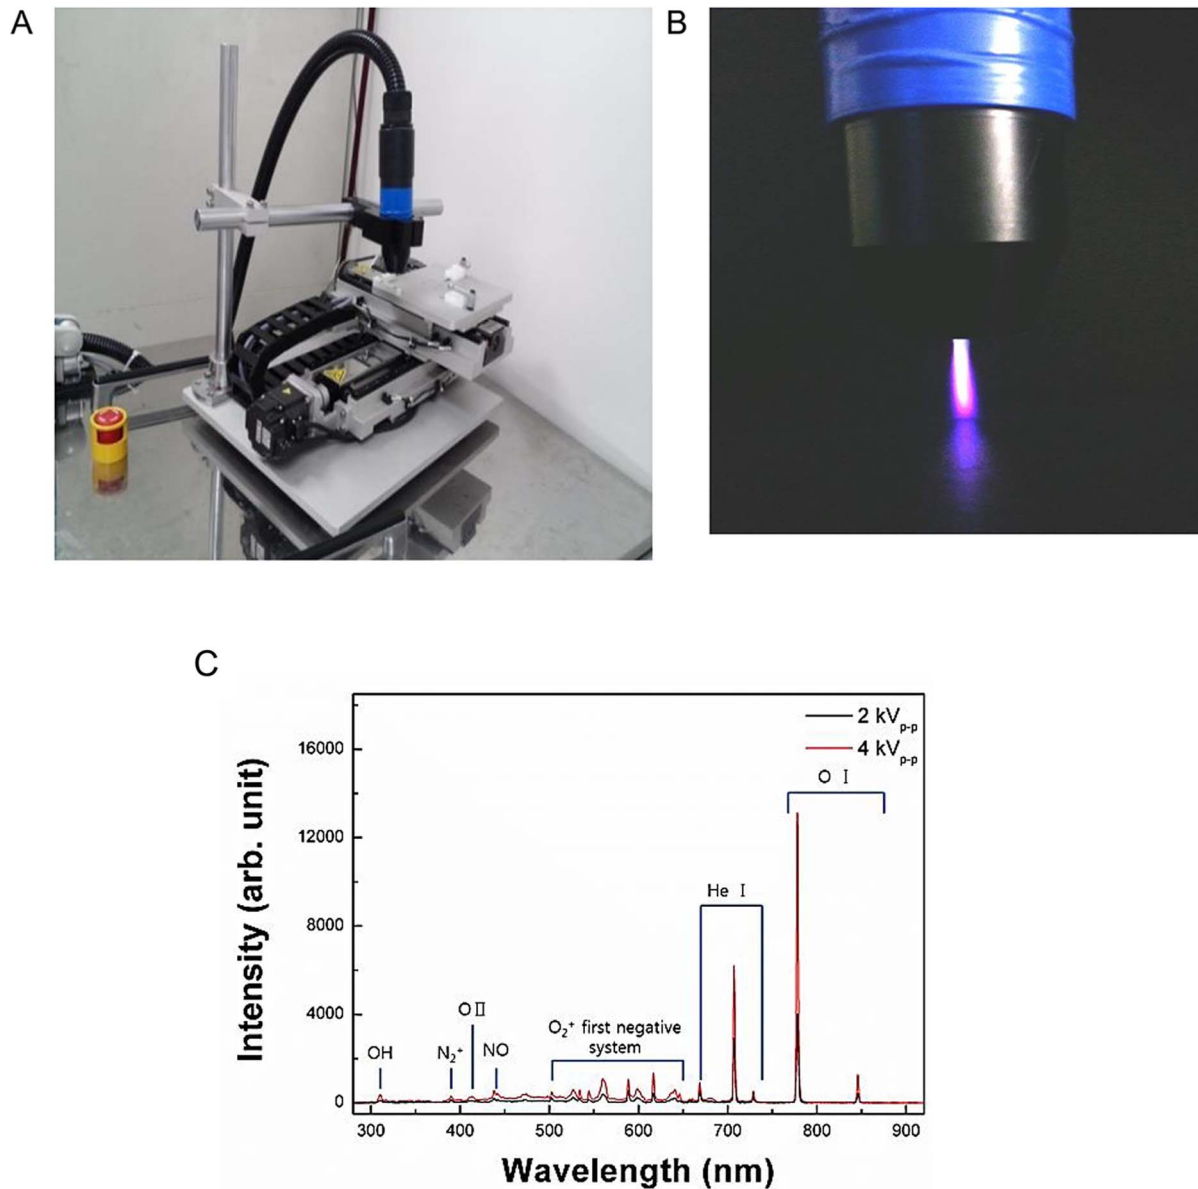 A
B
C
2 kVp-p
4 kVp-p
O I
He I
O II
OH
N2+
NO
O2+ first negative
system
Intensity (arb. unit)
16000
12000
8000
4000
0
300 400 500 600 700 800 900
Wavelength (nm)